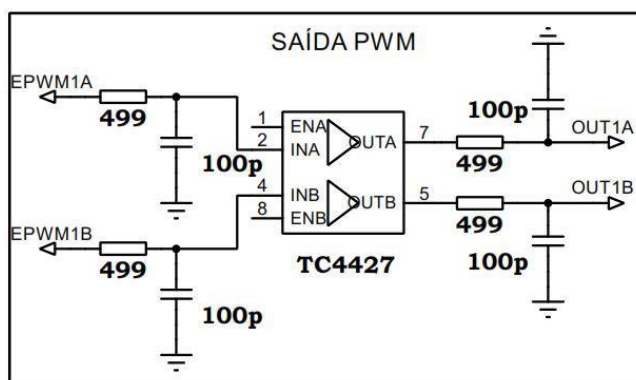 SAÍDA PWM
EPWM1A
499
100p
1
ENA
2
INA
OUTA
7
499
100p
OUT1A
4
INB
8
ENB
OUTB
5
499
100p
OUT1B
EPWM1B
499
100p
TC4427